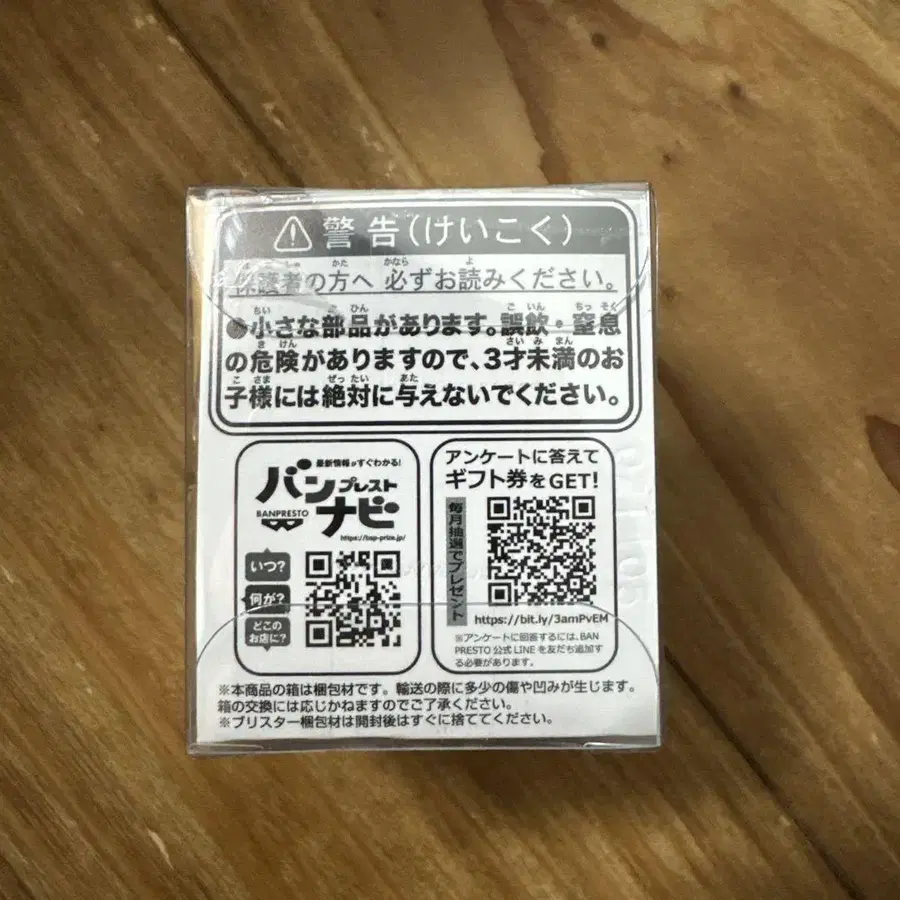 警告(けいこく)
保護者の方へ 必ずお読みください。
●小さな部品があります。誤飲・窒息
の危険がありますので、3才未満のお
子様には絶対に与えないでください。
最新情報がすぐわかる!
バンプレスト
ナビ
BANPRESTO
https://bnp-prize.jp/
いつ?
何が?
どこの
お店に?
アンケートに答えて
ギフト券をGET!
毎月抽選でプレゼント
https://bit.ly/3amPvEM
※アンケートに回答するには、BAN
PRESTO公式LINEを友だち追加する
必要があります。
※本商品の箱は梱包材です。輸送の際に多少の傷や凹みが生じます。
箱の交換には応じかねますのでご了承ください。
※ブリスター梱包材は開封後はすぐに捨ててください。